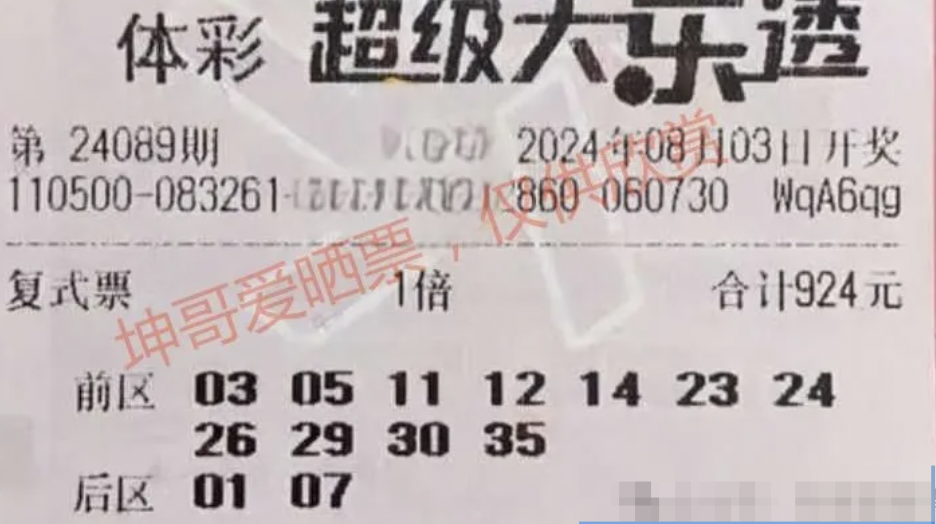 体彩 超级大乐透
第 24089期 2024年08月03日开奖
110500-083261- 869 060730 WqA6qg
复式票 1倍 合计924元
坤哥爱晒票，仅供欣赏
前区 03 05 11 12 14 23 24
26 29 30 35
后区 01 07